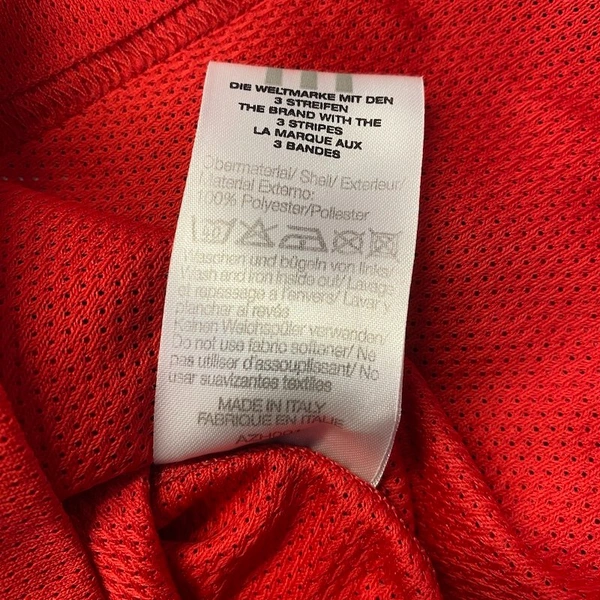 DIE WELTMARKE MIT DEN
3 STREIFEN
THE BRAND WITH THE
3 STRIPES
LA MARQUE AUX
3 BANDES
Obermaterial/ Shell/ Exterieur/
Material Externo:
100% Polyester/Poliester
40
Waschen und bügeln von links/
Wash and iron inside out/ Lavage
et repassage a l'envers/ Lavar y
planchar al revés
Keinen Weichspüler verwenden/
Do not use fabric softener/ Ne
pas utiliser d'assouplissant/ No
usar suavizantes textiles
MADE IN ITALY
FABRIQUE EN ITALIE